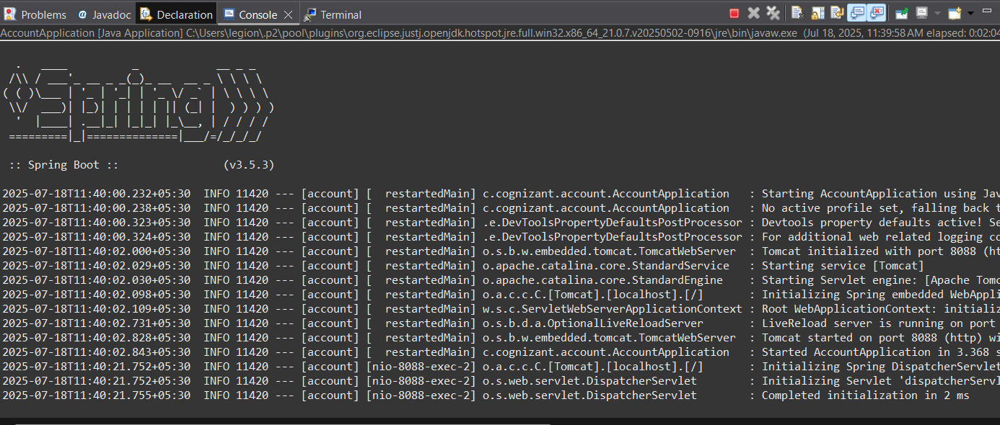 Problems Javadoc Declaration Console Terminal
AccountApplication [Java Application] C:\Users\legion\.p2\pool\plugins\org.eclipse.justj.openjdk.hotspot.jre.full.win32.x86_64_21.0.7.v20250502-0916\jre\bin\javaw.exe (Jul 18, 2025, 11:39:58 AM elapsed: 0:02:04
  .   ____          _            __ _ _
 /\\ / ___'_ __ _ _(_)_ __  __ _ \ \ \ \
( ( )\___ | '_ | '_| | '_ \/ _` | \ \ \ \
 \\/  ___)| |_)| | | | | || (_| |  ) ) ) )
  '  |____| .__|_| |_|_| |_\__, | / / / /
 =========|_|==============|___/=/_/_/_/
 :: Spring Boot ::                (v3.5.3)
2025-07-18T11:40:00.232+05:30  INFO 11420 --- [account] [  restartedMain] c.cognizant.account.AccountApplication   : Starting AccountApplication using Jav
2025-07-18T11:40:00.238+05:30  INFO 11420 --- [account] [  restartedMain] c.cognizant.account.AccountApplication   : No active profile set, falling back t
2025-07-18T11:40:00.323+05:30  INFO 11420 --- [account] [  restartedMain] .e.DevToolsPropertyDefaultsPostProcessor : Devtools property defaults active! Se
2025-07-18T11:40:00.324+05:30  INFO 11420 --- [account] [  restartedMain] .e.DevToolsPropertyDefaultsPostProcessor : For additional web related logging co
2025-07-18T11:40:02.000+05:30  INFO 11420 --- [account] [  restartedMain] o.s.b.w.embedded.tomcat.TomcatWebServer  : Tomcat initialized with port 8088 (ht
2025-07-18T11:40:02.029+05:30  INFO 11420 --- [account] [  restartedMain] o.apache.catalina.core.StandardService   : Starting service [Tomcat]
2025-07-18T11:40:02.030+05:30  INFO 11420 --- [account] [  restartedMain] o.apache.catalina.core.StandardEngine    : Starting Servlet engine: [Apache Tomc
2025-07-18T11:40:02.098+05:30  INFO 11420 --- [account] [  restartedMain] o.a.c.c.C.[Tomcat].[localhost].[/]       : Initializing Spring embedded WebAppli
2025-07-18T11:40:02.109+05:30  INFO 11420 --- [account] [  restartedMain] w.s.c.ServletWebServerApplicationContext : Root WebApplicationContext: initializ
2025-07-18T11:40:02.731+05:30  INFO 11420 --- [account] [  restartedMain] o.s.b.d.a.OptionalLiveReloadServer       : LiveReload server is running on port
2025-07-18T11:40:02.828+05:30  INFO 11420 --- [account] [  restartedMain] o.s.b.w.embedded.tomcat.TomcatWebServer  : Tomcat started on port 8088 (http) wi
2025-07-18T11:40:02.843+05:30  INFO 11420 --- [account] [  restartedMain] c.cognizant.account.AccountApplication   : Started AccountApplication in 3.368 s
2025-07-18T11:40:21.752+05:30  INFO 11420 --- [account] [nio-8088-exec-2] o.a.c.c.C.[Tomcat].[localhost].[/]       : Initializing Spring DispatcherServlet
2025-07-18T11:40:21.752+05:30  INFO 11420 --- [account] [nio-8088-exec-2] o.s.web.servlet.DispatcherServlet        : Initializing Servlet 'dispatcherServl
2025-07-18T11:40:21.755+05:30  INFO 11420 --- [account] [nio-8088-exec-2] o.s.web.servlet.DispatcherServlet        : Completed initialization in 2 ms